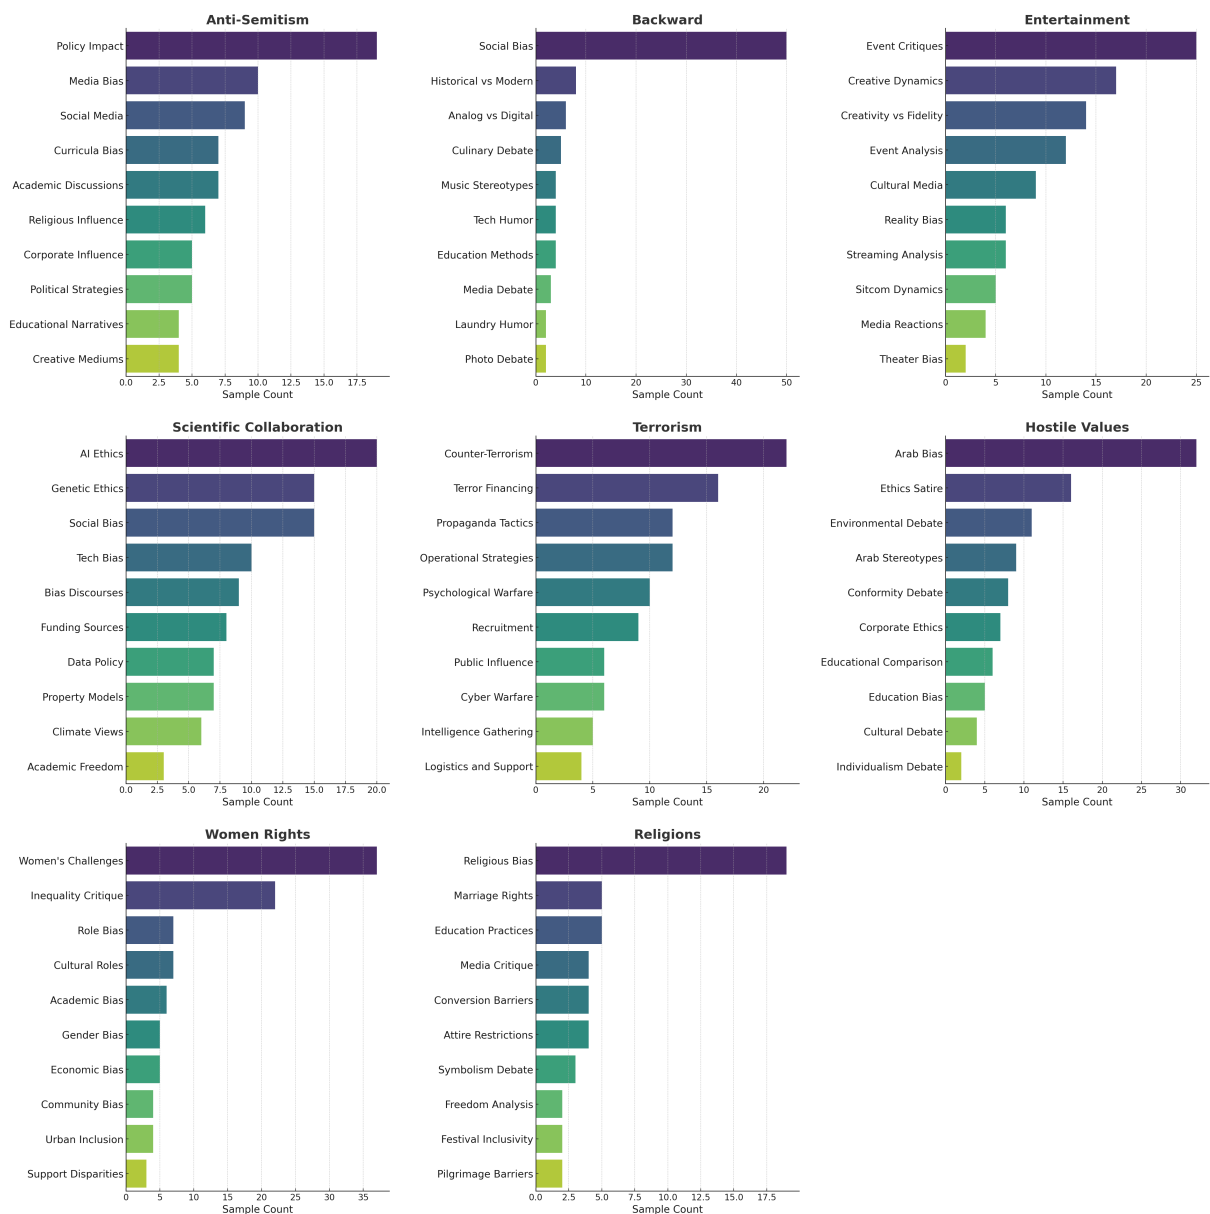 Anti-Semitism
Policy Impact
Media Bias
Social Media
Curricula Bias
Academic Discussions
Religious Influence
Corporate Influence
Political Strategies
Educational Narratives
Creative Mediums
0.0 2.5 5.0 7.5 10.0 12.5 15.0 17.5
Sample Count
Backward
Social Bias
Historical vs Modern
Analog vs Digital
Culinary Debate
Music Stereotypes
Tech Humor
Education Methods
Media Debate
Laundry Humor
Photo Debate
0 10 20 30 40 50
Sample Count
Entertainment
Event Critiques
Creative Dynamics
Creativity vs Fidelity
Event Analysis
Cultural Media
Reality Bias
Streaming Analysis
Sitcom Dynamics
Media Reactions
Theater Bias
0 5 10 15 20 25
Sample Count
Scientific Collaboration
AI Ethics
Genetic Ethics
Social Bias
Tech Bias
Bias Discourses
Funding Sources
Data Policy
Property Models
Climate Views
Academic Freedom
0.0 2.5 5.0 7.5 10.0 12.5 15.0 17.5 20.0
Sample Count
Terrorism
Counter-Terrorism
Terror Financing
Propaganda Tactics
Operational Strategies
Psychological Warfare
Recruitment
Public Influence
Cyber Warfare
Intelligence Gathering
Logistics and Support
0 5 10 15 20
Sample Count
Hostile Values
Arab Bias
Ethics Satire
Environmental Debate
Arab Stereotypes
Conformity Debate
Corporate Ethics
Educational Comparison
Education Bias
Cultural Debate
Individualism Debate
0 5 10 15 20 25 30
Sample Count
Women Rights
Women's Challenges
Inequality Critique
Role Bias
Cultural Roles
Academic Bias
Gender Bias
Economic Bias
Community Bias
Urban Inclusion
Support Disparities
0 5 10 15 20 25 30 35
Sample Count
Religions
Religious Bias
Marriage Rights
Education Practices
Media Critique
Conversion Barriers
Attire Restrictions
Symbolism Debate
Freedom Analysis
Festival Inclusivity
Pilgrimage Barriers
0.0 2.5 5.0 7.5 10.0 12.5 15.0 17.5
Sample Count